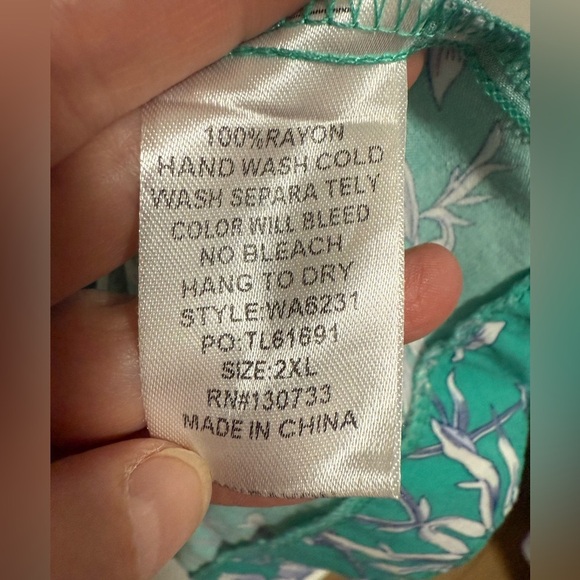 100%RAYON
HAND WASH COLD
WASH SEPARA TELY
COLOR WILL BLEED
NO BLEACH
HANG TO DRY
STYLE:WA6231
PO:TL61691
SIZE:2XL
RN#130733
MADE IN CHINA